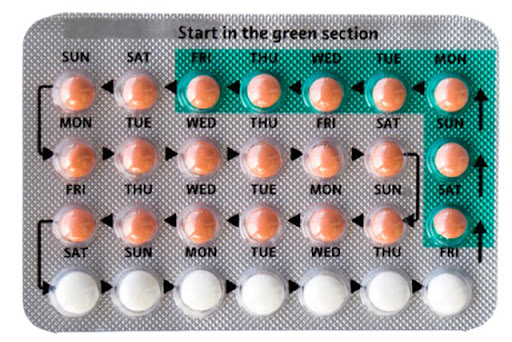 Start in the green section
SUN SAT FRI THU WED TUE MON
MON TUE WED THU FRI SAT SUN
FRI THU WED TUE MON SUN SAT
SAT SUN MON TUE WED THU FRI